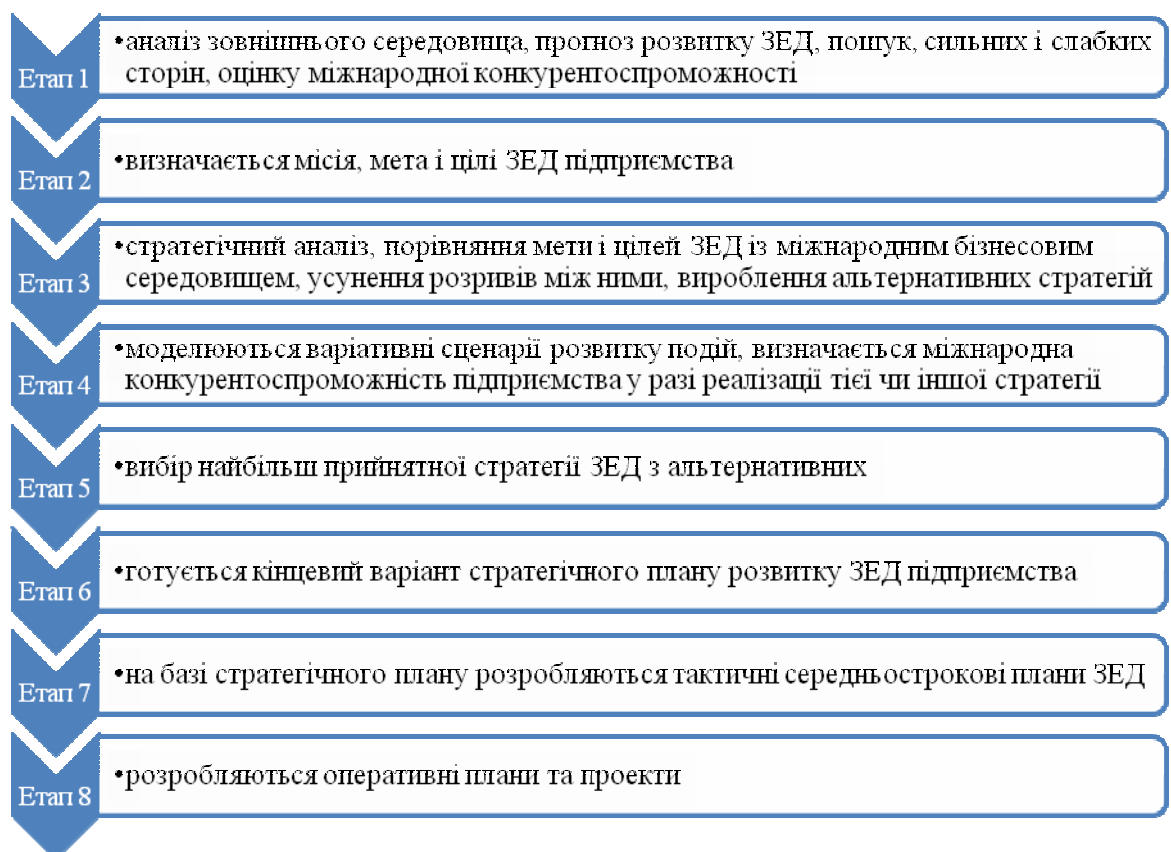 Етап 1
•аналіз зовнішнього середовища, прогноз розвитку ЗЕД, пошук, сильних і слабких
сторін, оцінку міжнародної конкурентоспроможності
Етап 2
•визначається місія, мета і цілі ЗЕД підприємства
Етап 3
•стратегічний аналіз, порівняння мети і цілей ЗЕД із міжнародним бізнесовим
середовищем, усунення розривів між ними, вироблення альтернативних стратегій
Етап 4
•моделюються варіативні сценарії розвитку подій, визначається міжнародна
конкурентоспроможність підприємства у разі реалізації тієї чи іншої стратегії
Етап 5
•вибір найбільш прийнятної стратегії ЗЕД з альтернативних
Етап 6
•готується кінцевий варіант стратегічного плану розвитку ЗЕД підприємства
Етап 7
•на базі стратегічного плану розробляються тактичні середньострокові плани ЗЕД
Етап 8
•розробляються оперативні плани та проекти